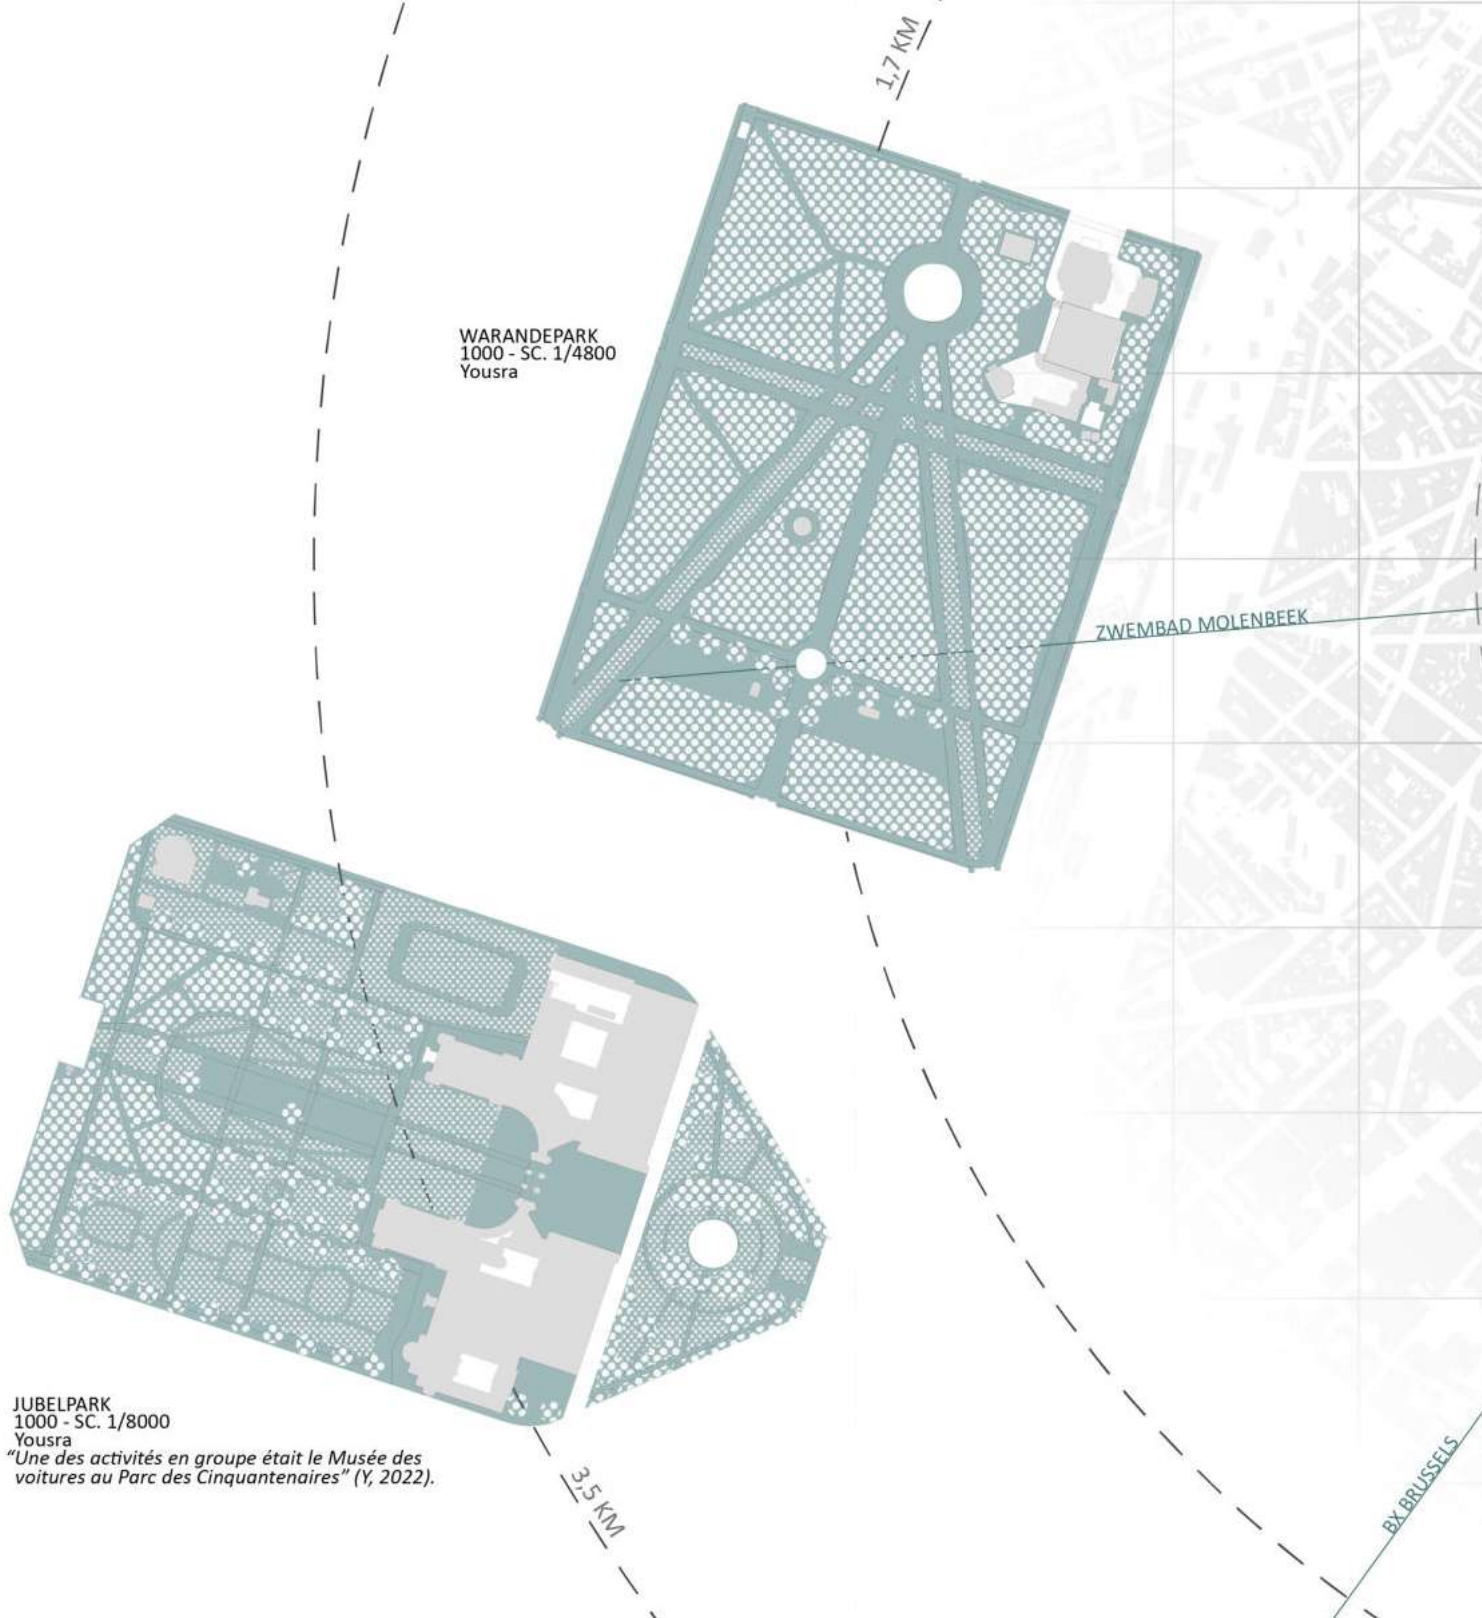 1,7 KM
WARANDEPARK
1000 - SC. 1/4800
Yousra
ZWEMBAD MOLENBEEK
JUBELPARK
1000 - SC. 1/8000
Yousra
“Une des activités en groupe était le Musée des
voitures au Parc des Cinquantenaires” (Y, 2022).
3,5 KM
BX BRUSSELS